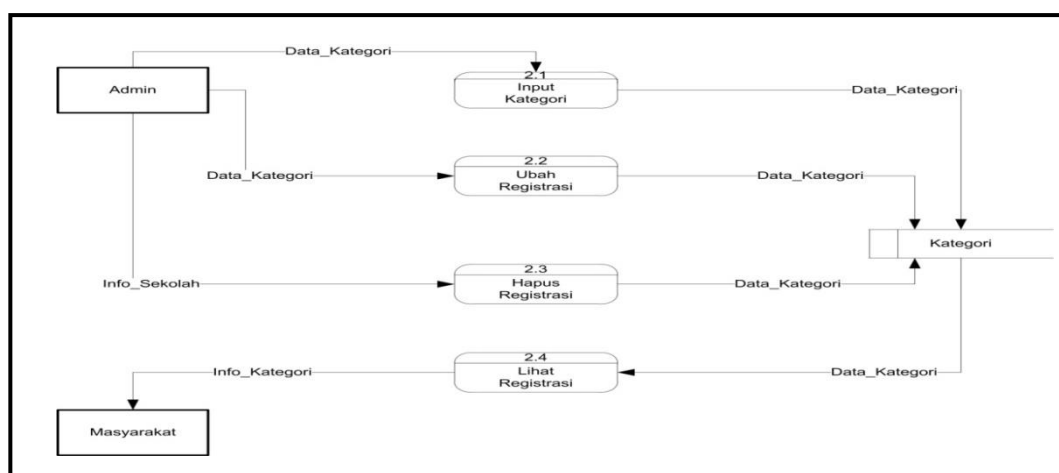 Data_Kategori
Admin
2.1
Input
Kategori
Data_Kategori
Data_Kategori
2.2
Ubah
Registrasi
Data_Kategori
Kategori
Info_Sekolah
2.3
Hapus
Registrasi
Data_Kategori
Info_Kategori
2.4
Lihat
Registrasi
Data_Kategori
Masyarakat